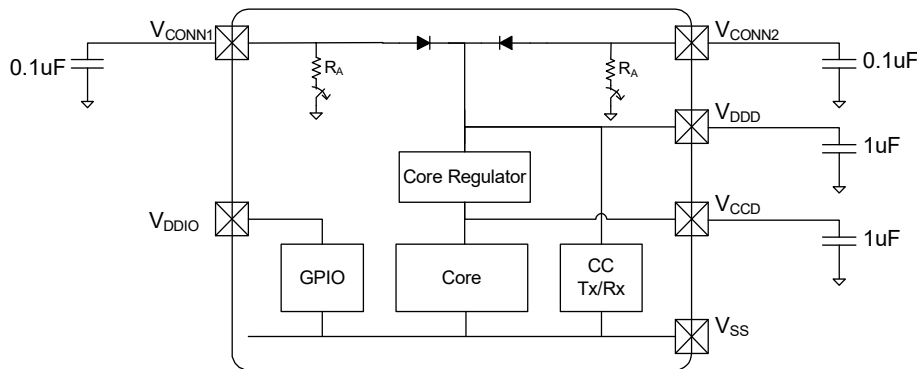 VCONN1
VCONN2
0.1uF
RA
RA
0.1uF
VDDD
Core Regulator
1uF
VDDIO
VCCD
GPIO
Core
CC
Tx/Rx
1uF
VSS